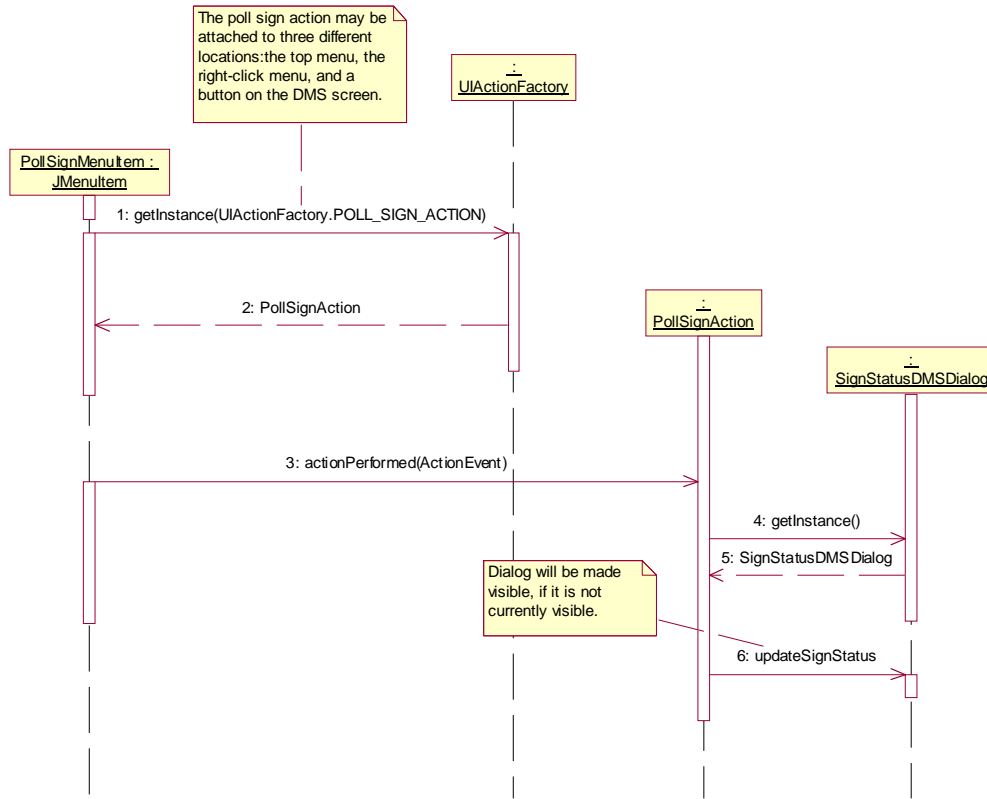 The poll sign action may be
attached to three different
locations:the top menu, the
right-click menu, and a
button on the DMS screen.
:
UIActionFactory
PollSignMenuItem :
JMenuItem
1: getInstance(UIActionFactory.POLL_SIGN_ACTION)
2: PollSignAction
:
PollSignAction
:
SignStatusDMSDialog
3: actionPerformed(ActionEvent)
4: getInstance()
5: SignStatusDMSDialog
Dialog will be made
visible, if it is not
currently visible.
6: updateSignStatus